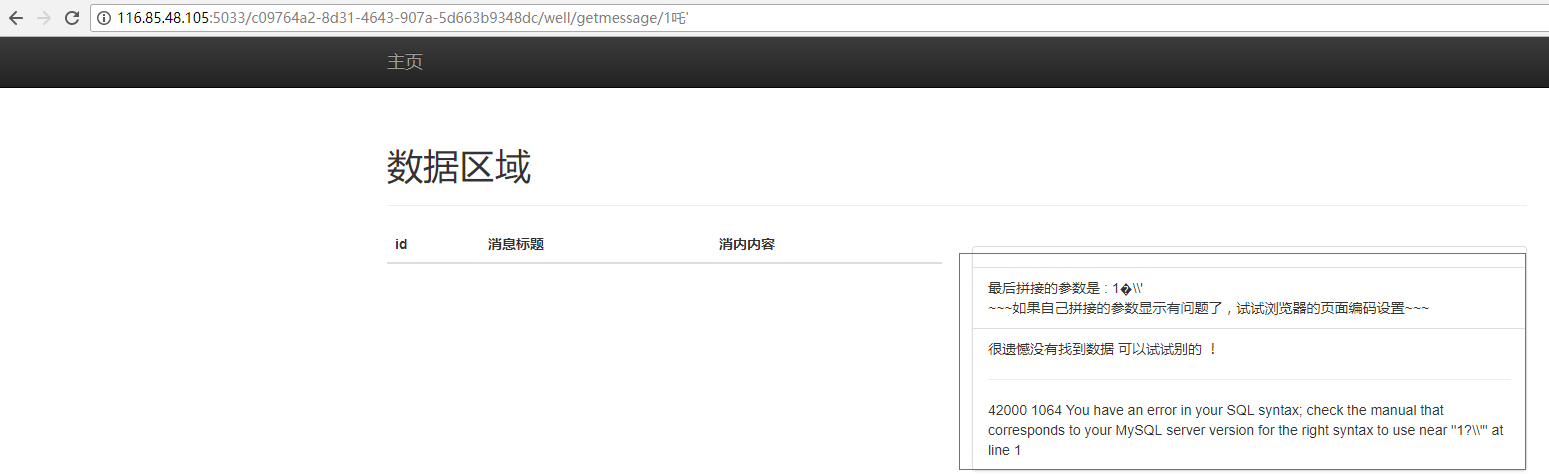 116.85.48.105:5033/c09764a2-8d31-4643-907a-5d663b9348dc/well/getmessage/1吒'
主页
数据区域
id 消息标题 消内内容
最后拼接的参数是 : 1�\\'
~~~如果自己拼接的参数显示有问题了，试试浏览器的页面编码设置~~~
很遗憾没有找到数据 可以试试别的 ！
42000 1064 You have an error in your SQL syntax; check the manual that
corresponds to your MySQL server version for the right syntax to use near ''1?\\''' at
line 1